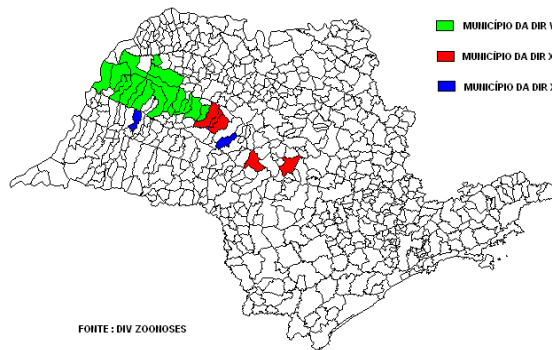 MUNICÍPIO DA DIR V
MUNICÍPIO DA DIR X
MUNICÍPIO DA DIR X
FONTE : DIV ZOONOSES